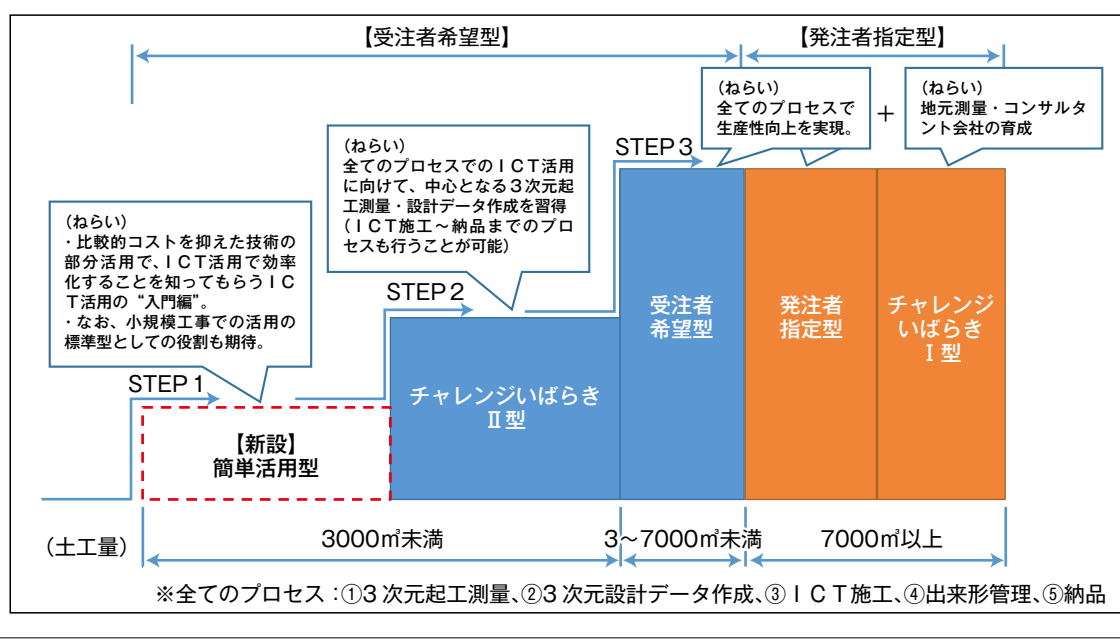 【受注者希望型】
【発注者指定型】
(ねらい)
全てのプロセスで
生産性向上を実現。
+
(ねらい)
地元測量・コンサルタ
ント会社の育成
(ねらい)
全てのプロセスでのICT活用
に向けて、中心となる3次元起
工測量・設計データ作成を習得
(ICT施工〜納品までのプロ
セスも行うことが可能)
STEP3
(ねらい)
・比較的コストを抑えた技術の
部分活用で、ICT活用で効率
化することを知ってもらうIC
T活用の“入門編”。
・なお、小規模工事での活用の
標準型としての役割も期待。
STEP2
STEP1
【新設】
簡単活用型
チャレンジいばらき
Ⅱ型
受注者
希望型
発注者
指定型
チャレンジ
いばらき
Ⅰ型
(土工量)
3000㎥未満
3〜7000㎥未満
7000㎥以上
※全てのプロセス:①3次元起工測量、②3次元設計データ作成、③ICT施工、④出来形管理、⑤納品